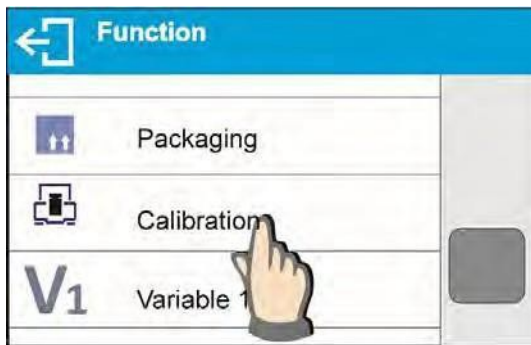 Function
Packaging
Calibration
V1
Variable 1